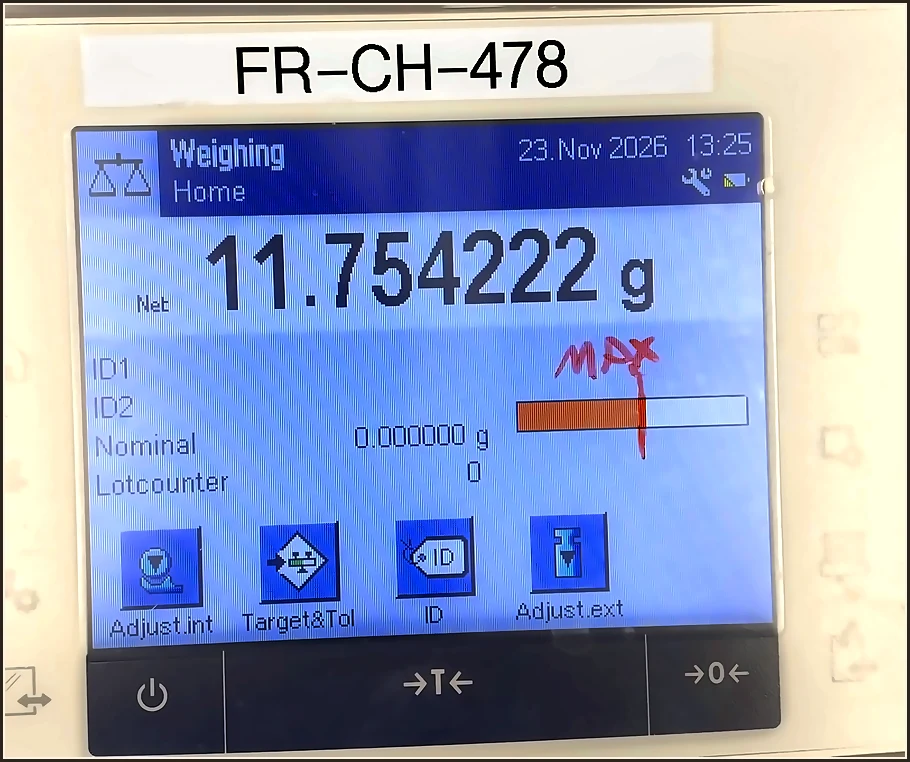 FR-CH-478
Weighing
23.Nov 2026 13:25
Home
Net 11.754222 g
ID1
MAX
ID2
Nominal 0.000000 g
Lotcounter 0
ID
Adjust.int Target&Tol ID Adjust.ext
→T←
→0←